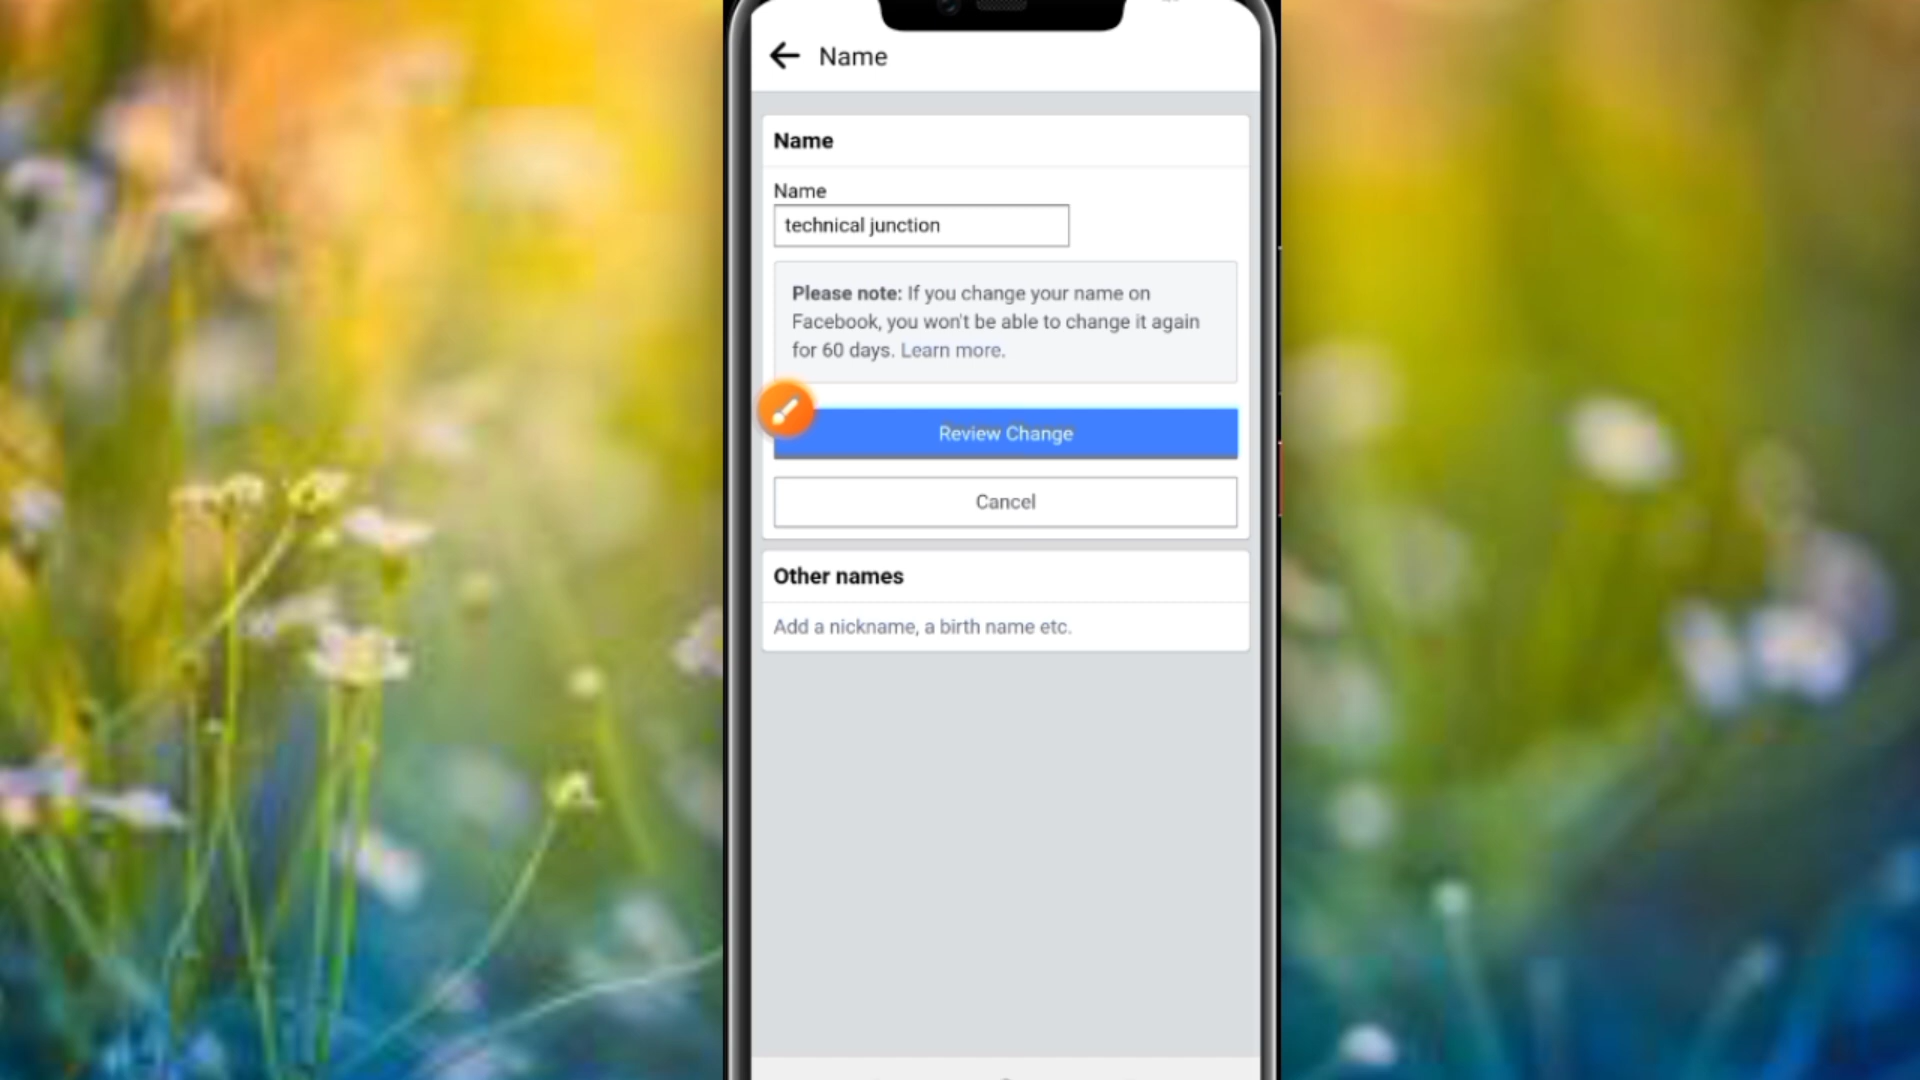 Name
Name
Name
technical junction
Please note: If you change your name on
Facebook, you won't be able to change it again
for 60 days. Learn more.
Review Change
Cancel
Other names
Add a nickname, a birth name etc.